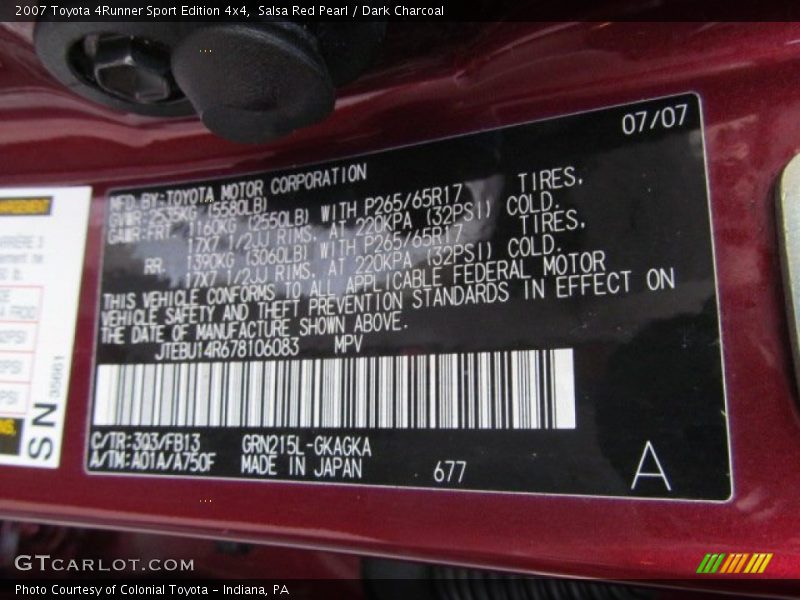 2007 Toyota 4Runner Sport Edition 4x4, Salsa Red Pearl / Dark Charcoal
07/07
MFD BY: TOYOTA MOTOR CORPORATION
GVWR: 2535KG (5580LB)
GAWR: FRT 1160KG (2550LB) WITH P265/65R17 TIRES,
17X7 1/2JJ RIMS, AT 220KPA (32PSI) COLD.
RR 1390KG (3060LB) WITH P265/65R17 TIRES,
17X7 1/2JJ RIMS, AT 220KPA (32PSI) COLD.
THIS VEHICLE CONFORMS TO ALL APPLICABLE FEDERAL MOTOR
VEHICLE SAFETY AND THEFT PREVENTION STANDARDS IN EFFECT ON
THE DATE OF MANUFACTURE SHOWN ABOVE.
JTEBU14R678106083 MPV
C/TR: 3Q3/FB13 GRN215L-GKAGKA
A/TM: A01A/A750F MADE IN JAPAN 677 A
SN 35661
GTCARLOT.COM
Photo Courtesy of Colonial Toyota - Indiana, PA